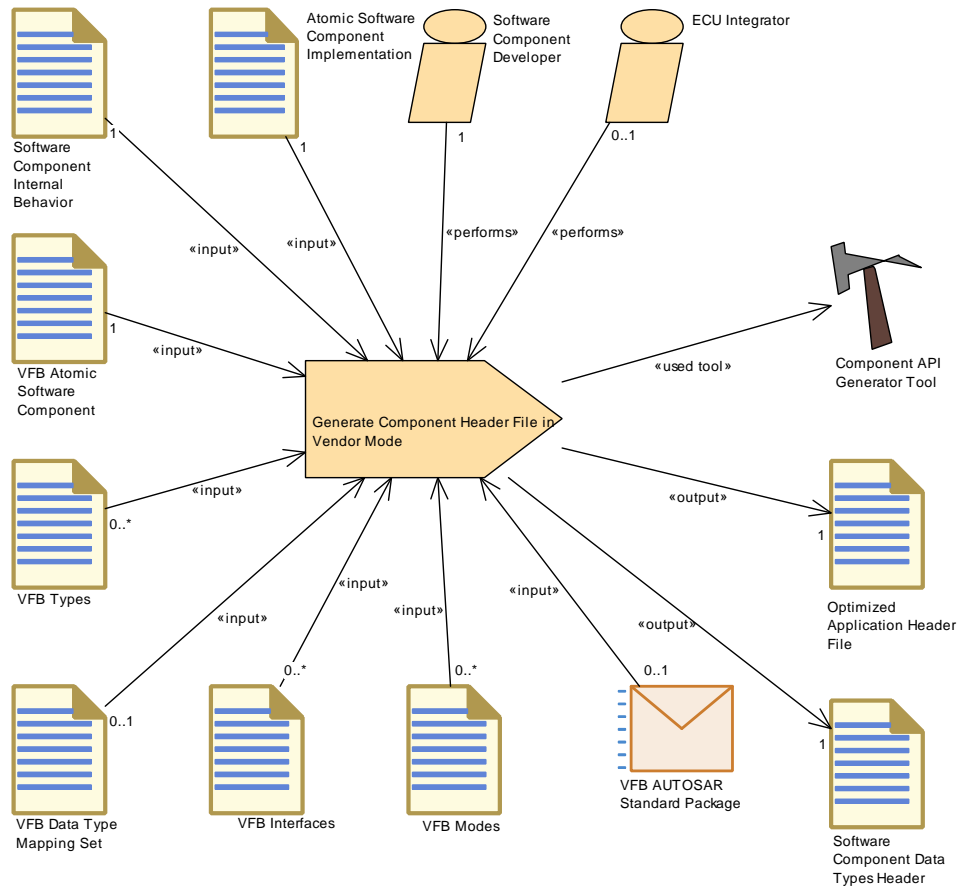 Atomic Software
Component
Implementation
Software
Component
Developer
ECU Integrator
1
1
1
0..1
Software
Component
Internal
Behavior
«input»
«input»
«performs»
«performs»
1
«input»
VFB Atomic
Software
Component
«used tool»
Component API
Generator Tool
Generate Component Header File in
Vendor Mode
«input»
0..*
VFB Types
«output»
1
Optimized
Application Header
File
«input»
«input»
«input»
«input»
«output»
0..1
0..*
0..*
0..1
1
VFB Data Type
Mapping Set
VFB Interfaces
VFB Modes
VFB AUTOSAR
Standard Package
Software
Component Data
Types Header